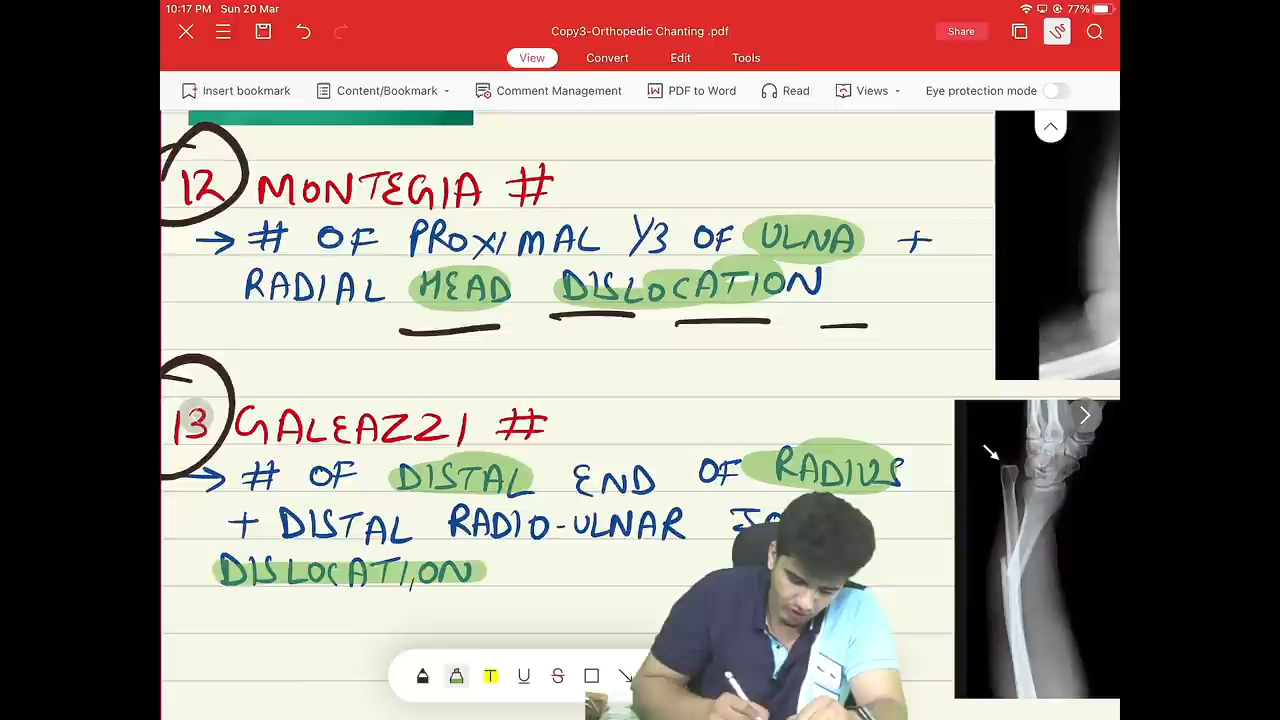 10:17 PM Sun 20 Mar
77%
Copy3-Orthopedic Chanting .pdf
Share
View Convert Edit Tools
Insert bookmark Content/Bookmark Comment Management PDF to Word Read Views Eye protection mode
12 MONTEGIA #
→ # OF PROXIMAL 1/3 OF ULNA +
RADIAL HEAD DISLOCATION
13 GALEAZZI #
→ # OF DISTAL END OF RADIUS
+ DISTAL RADIO-ULNAR
DISLOCATION
T U S